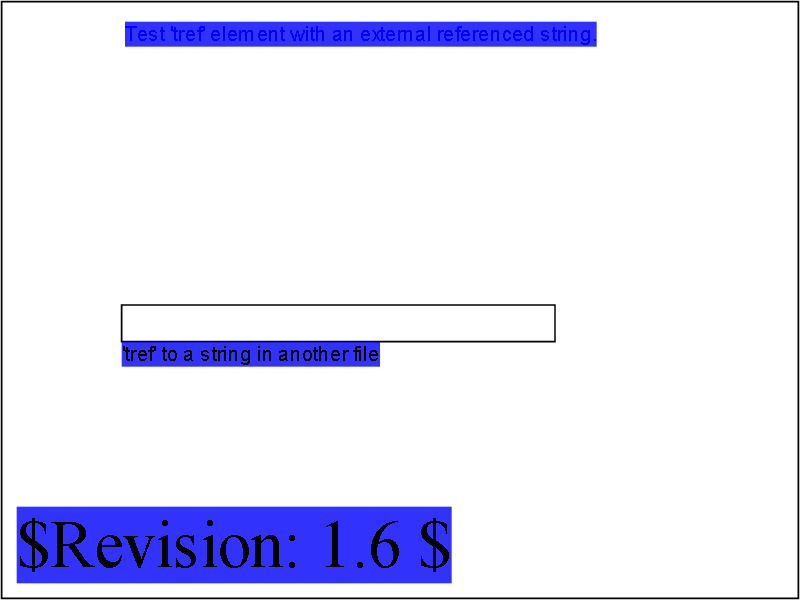 Test 'tref' element with an external referenced string.
'tref' to a string in another file
$Revision: 1.6 $